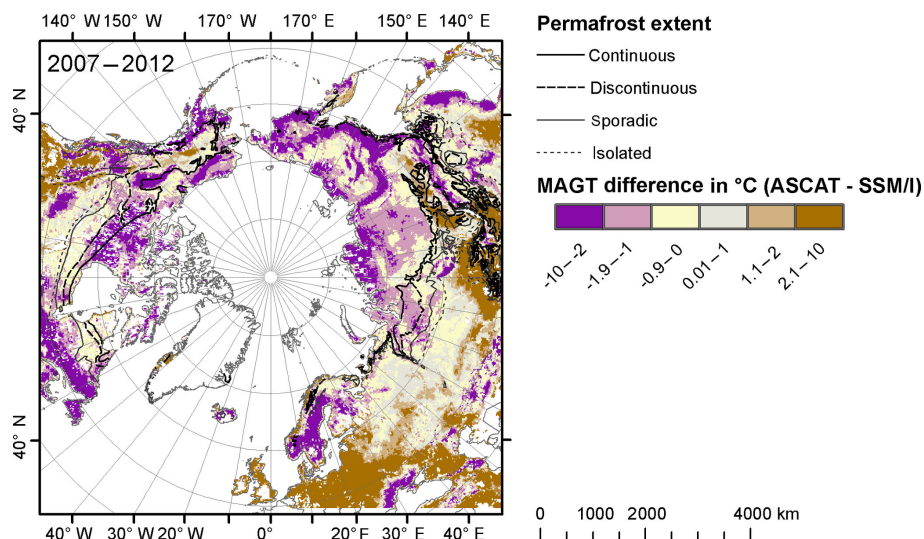 140° W 150° W 170° W 170° E 150° E 140° E
2007–2012
40° N
40° N
40° W 30° W 20° W 0° 20° E 30° E 40° E
Permafrost extent
Continuous
Discontinuous
Sporadic
Isolated
MAGT difference in °C (ASCAT - SSM/I)
-10 – -2
-1.9 – -1
-0.9 – 0
0.01 – 1
1.1 – 2
2.1 – 10
0 1000 2000 4000 km